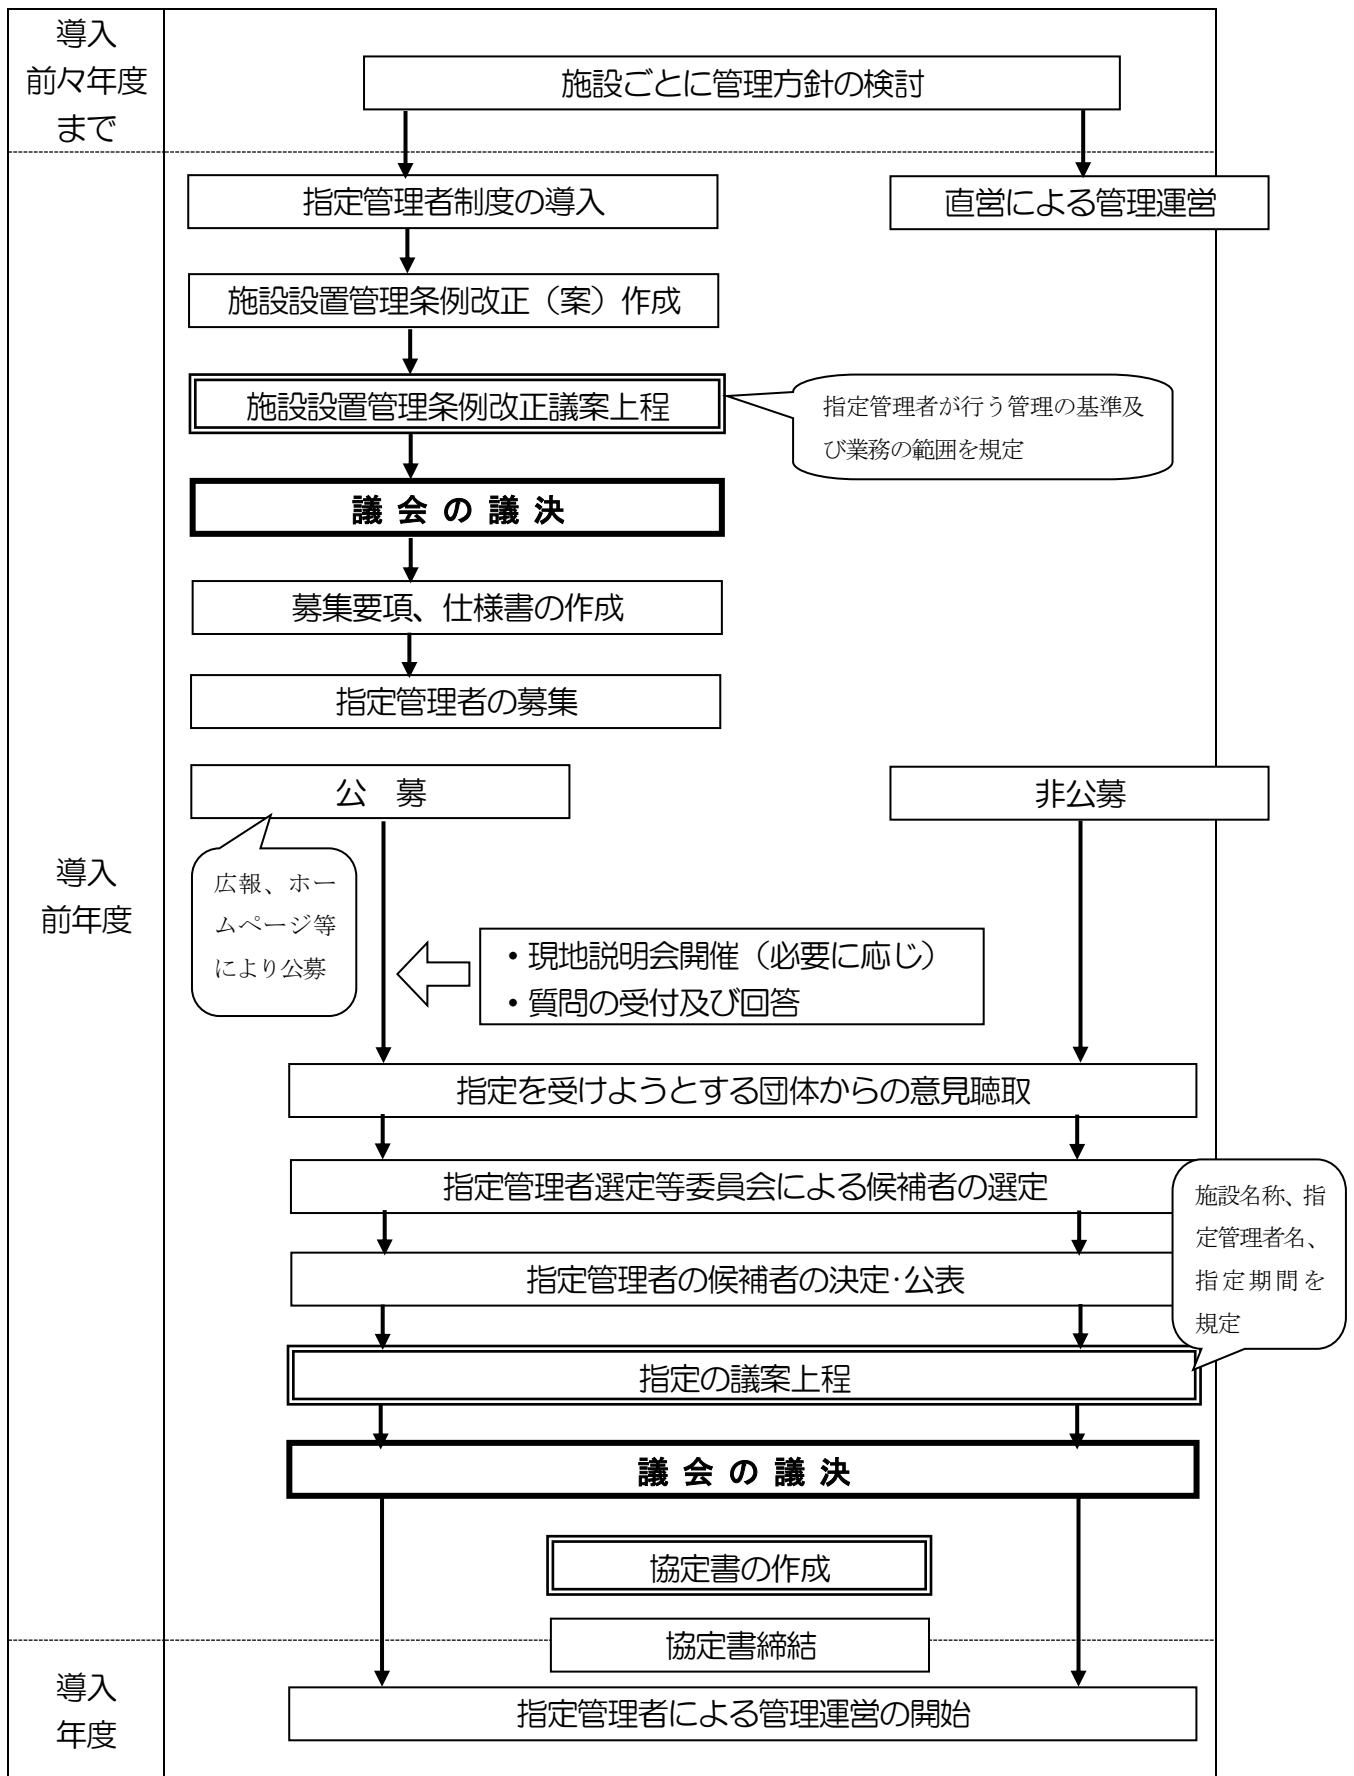 導入
前々年度
まで
施設ごとに管理方針の検討
指定管理者制度の導入
直営による管理運営
施設設置管理条例改正（案）作成
施設設置管理条例改正議案上程
指定管理者が行う管理の基準及
び業務の範囲を規定
議会の議決
募集要項、仕様書の作成
指定管理者の募集
導入
前年度
公　募
非公募
広報、ホー
ムページ等
により公募
・現地説明会開催（必要に応じ）
・質問の受付及び回答
指定を受けようとする団体からの意見聴取
指定管理者選定等委員会による候補者の選定
指定管理者の候補者の決定･公表
施設名称、指
定管理者名、
指定期間を
規定
指定の議案上程
議会の議決
協定書の作成
協定書締結
導入
年度
指定管理者による管理運営の開始